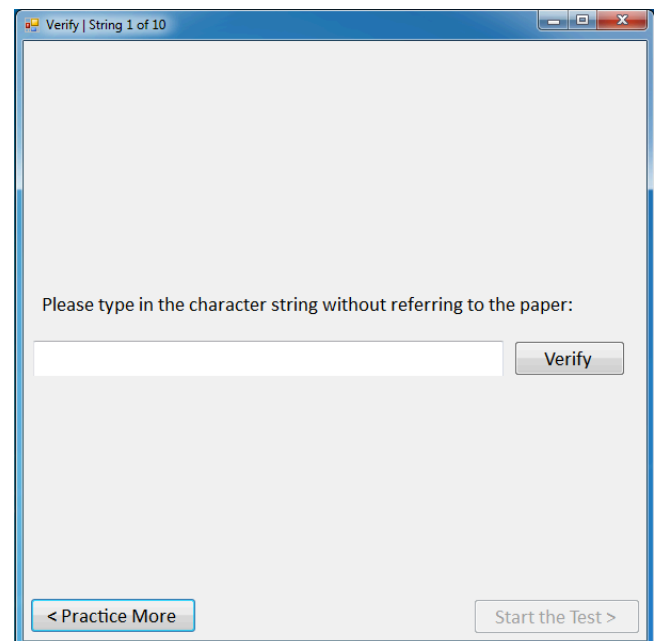 Verify | String 1 of 10
Please type in the character string without referring to the paper:
Verify
< Practice More
Start the Test >